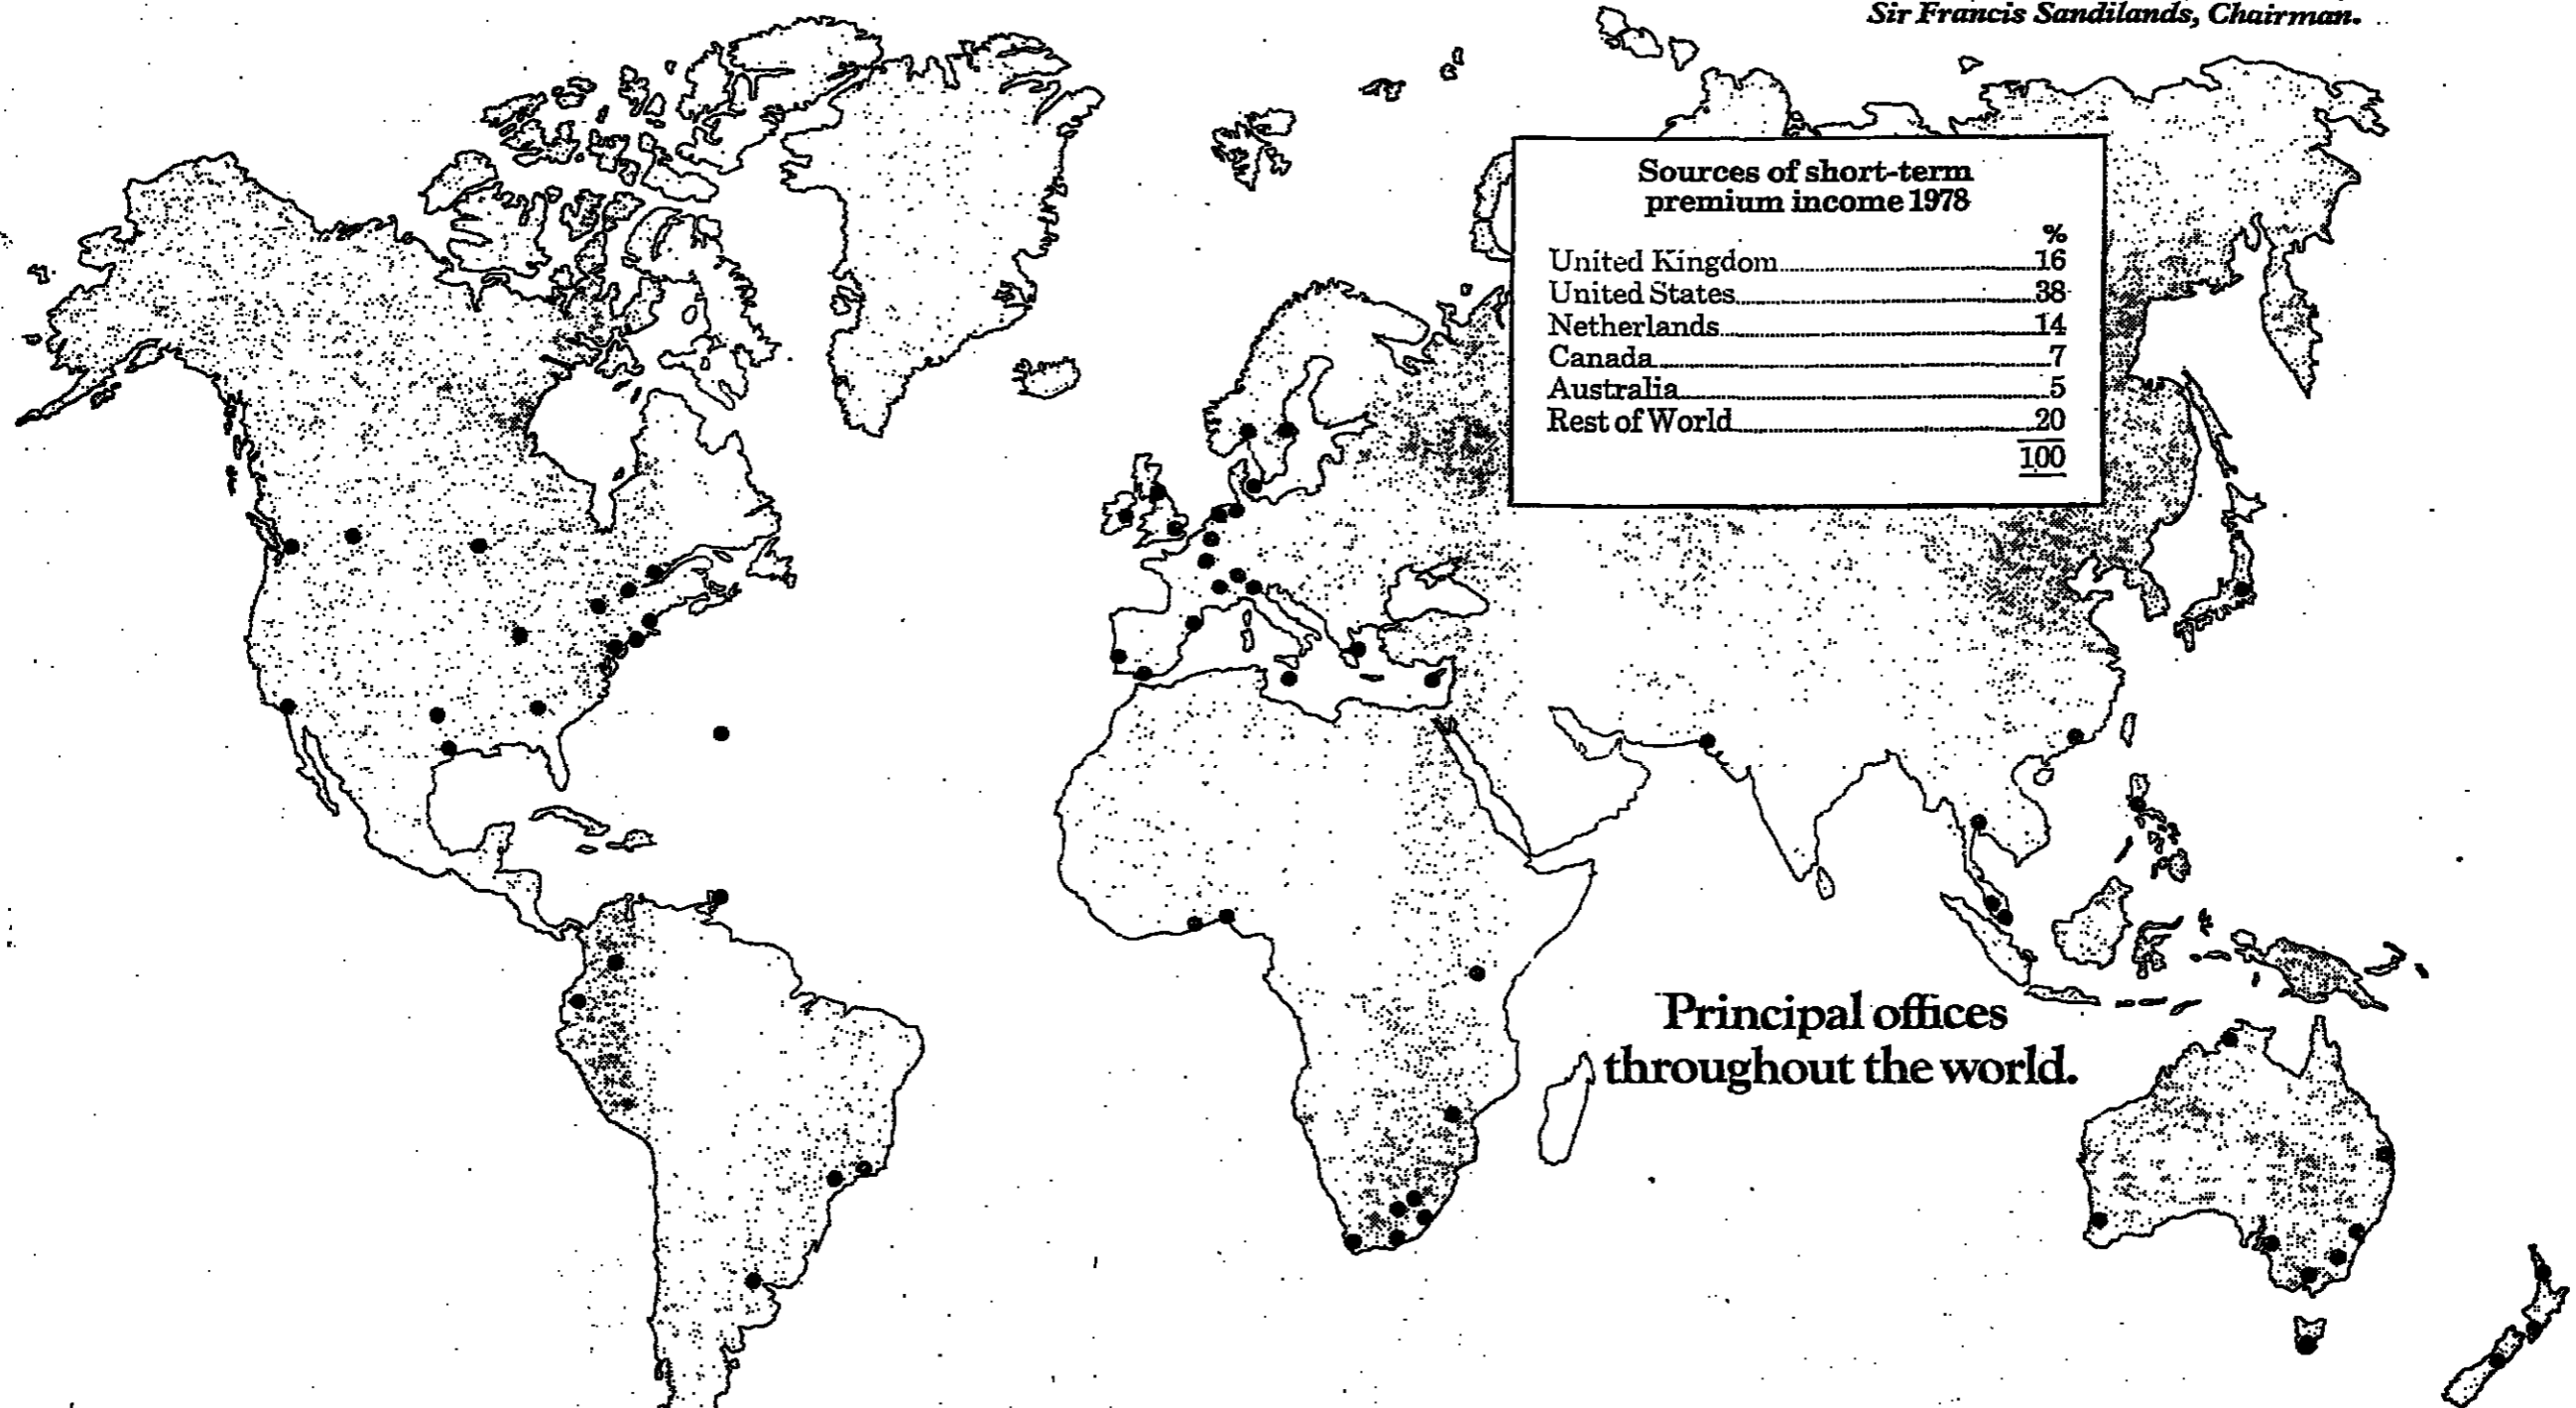 Sir Francis Sandilands, Chairman.
Sources of short-term
premium income 1978
%
United Kingdom 16
United States 38
Netherlands 14
Canada 7
Australia 5
Rest of World 20
100
Principal offices
throughout the world.